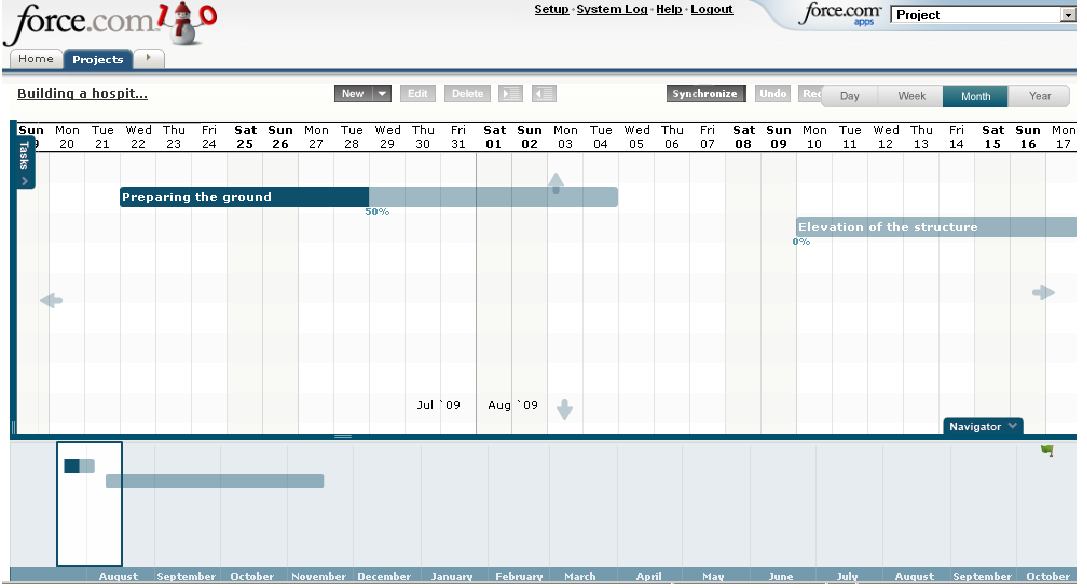 force.com 10
Setup · System Log · Help · Logout
force.com apps
Project
Home Projects
Building a hospit...
New Edit Delete Synchronize Undo Day Week Month Year
Sun Mon Tue Wed Thu Fri Sat Sun Mon Tue Wed Thu Fri Sat Sun Mon Tue Wed Thu Fri Sat Sun Mon Tue Wed Thu Fri Sat Sun Mon
20 21 22 23 24 25 26 27 28 29 30 31 01 02 03 04 05 06 07 08 09 10 11 12 13 14 15 16 17
Tasks
Preparing the ground
50%
Elevation of the structure
0%
Jul `09 Aug `09
Navigator
August September October November December January February March April May June July August September October